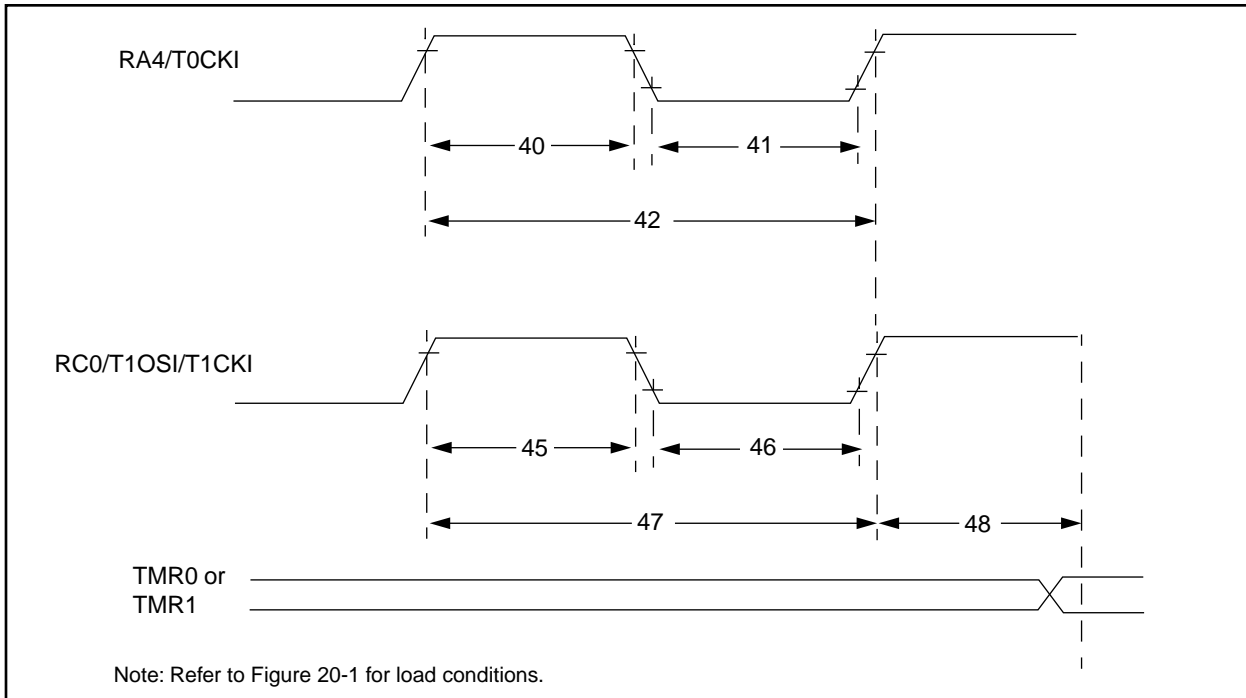 RA4/T0CKI
40
41
42
RC0/T1OSI/T1CKI
45
46
47
48
TMR0 or
TMR1
Note: Refer to Figure 20-1 for load conditions.